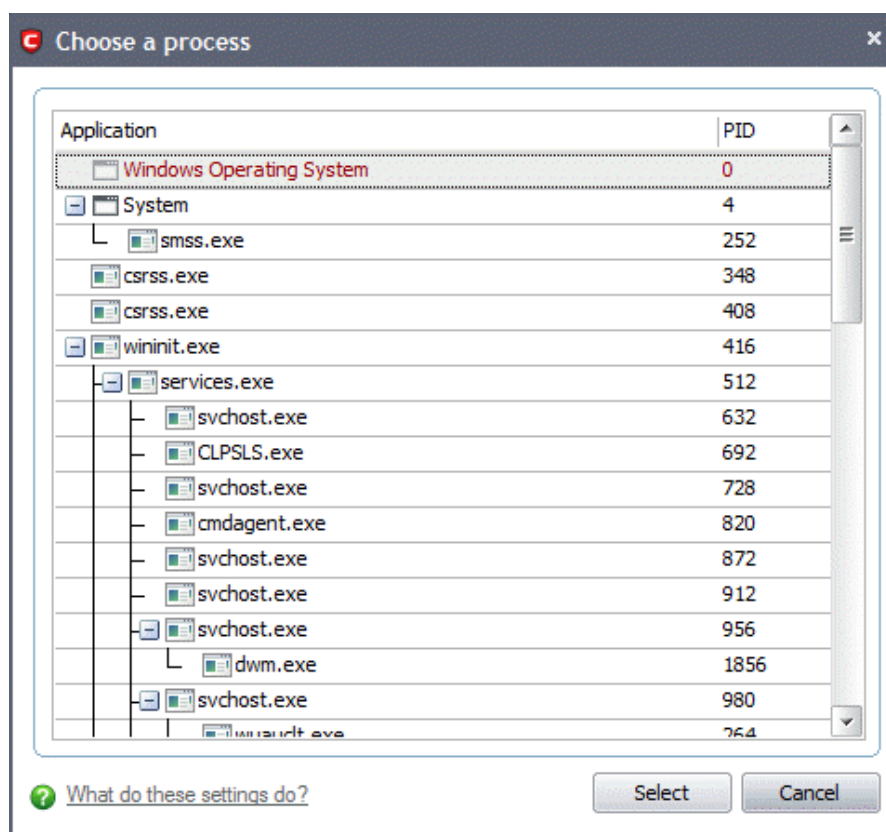 Choose a process
Application PID
Windows Operating System 0
System 4
smss.exe 252
csrss.exe 348
csrss.exe 408
wininit.exe 416
services.exe 512
svchost.exe 632
CLPSLS.exe 692
svchost.exe 728
cmdagent.exe 820
svchost.exe 872
svchost.exe 912
svchost.exe 956
dwm.exe 1856
svchost.exe 980
wuauclt.exe 264
What do these settings do? Select Cancel